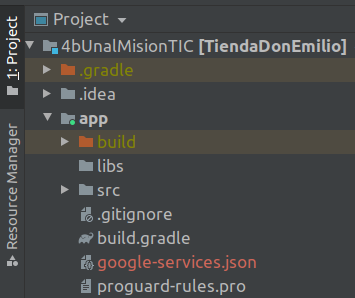 Project
1: Project
4bUnalMisionTIC [TiendaDonEmilio]
.gradle
.idea
app
build
libs
src
.gitignore
build.gradle
google-services.json
proguard-rules.pro
Resource Manager